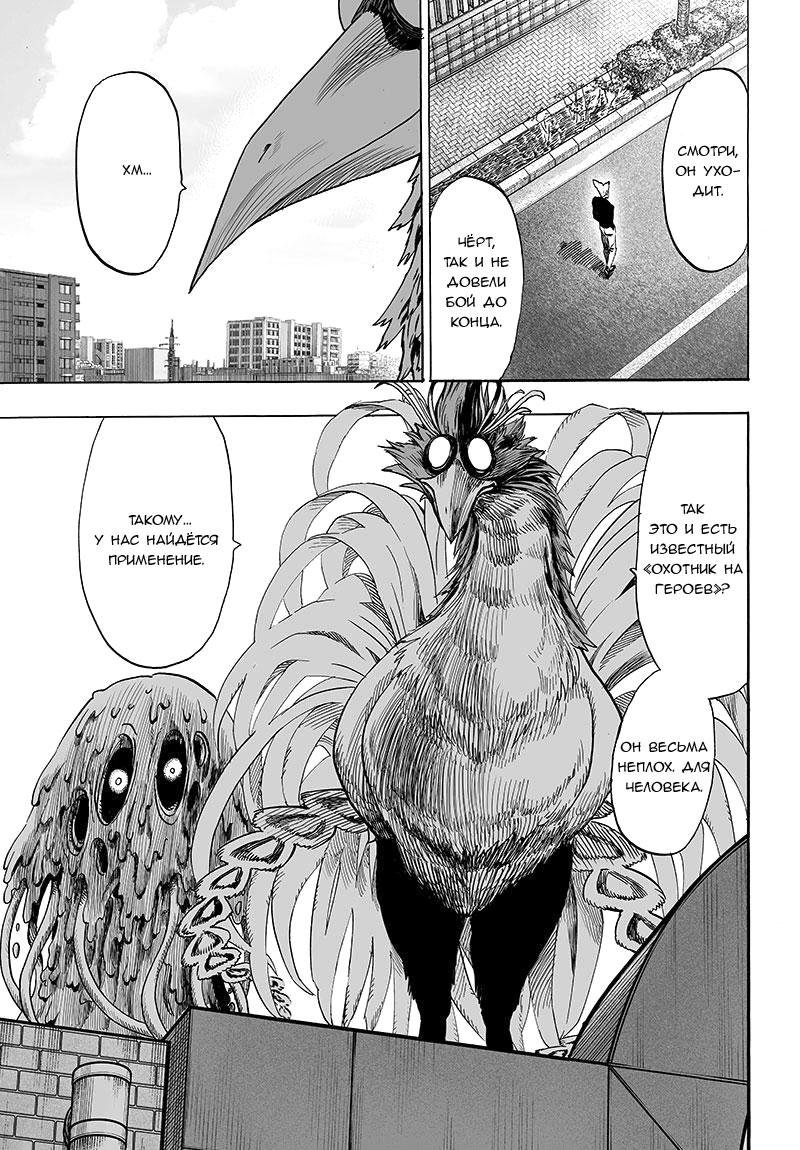 СМОТРИ,
ОН УХО-
ДИТ.
ЧЁРТ,
ТАК И НЕ
ДОВЕЛИ
БОЙ ДО
КОНЦА.
ХМ...
ТАК
ЭТО И ЕСТЬ
ИЗВЕСТНЫЙ
«ОХОТНИК НА
ГЕРОЕВ»?
ОН ВЕСЬМА
НЕПЛОХ. ДЛЯ
ЧЕЛОВЕКА.
ТАКОМУ...
У НАС НАЙДЁТСЯ
ПРИМЕНЕНИЕ.